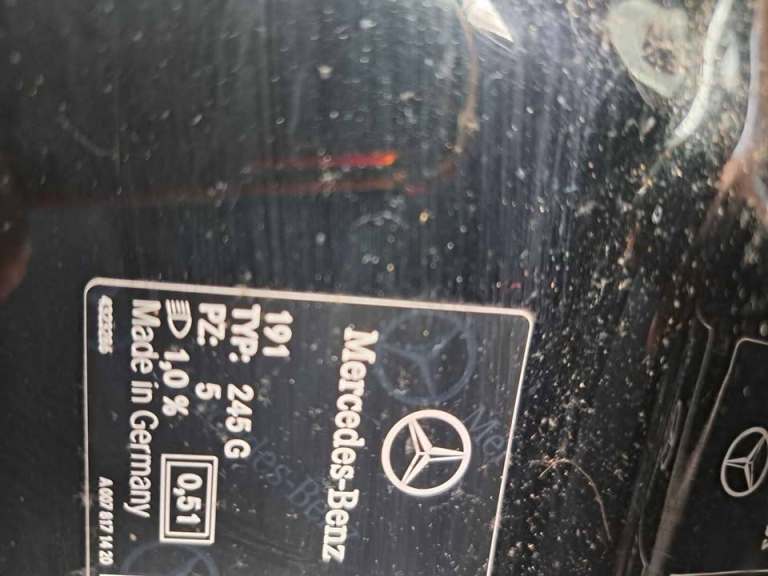 Mercedes-Benz
191
TYP: 245 G
PZ: 5
1,0 %
0,51
Made in Germany
A 007 817 14 20